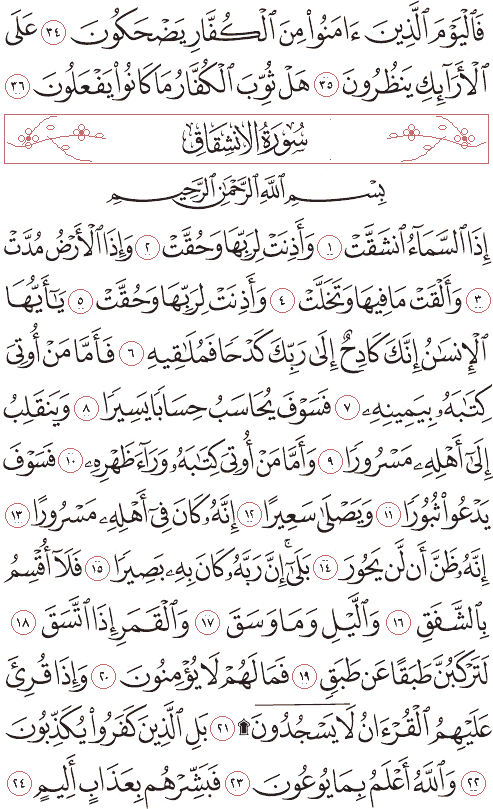 فَٱلْيَوْمَ ٱلَّذِينَ ءَامَنُوا۟ مِنَ ٱلْكُفَّارِ يَضْحَكُونَ ٣٤ عَلَى
ٱلْأَرَآئِكِ يَنظُرُونَ ٣٥ هَلْ ثُوِّبَ ٱلْكُفَّارُ مَا كَانُوا۟ يَفْعَلُونَ ٣٦
سُورَةُ الانْشِقَاقِ
بِسْمِ ٱللَّهِ ٱلرَّحْمَٰنِ ٱلرَّحِيمِ
إِذَا ٱلسَّمَآءُ ٱنشَقَّتْ ١ وَأَذِنَتْ لِرَبِّهَا وَحُقَّتْ ٢ وَإِذَا ٱلْأَرْضُ مُدَّتْ
٣ وَأَلْقَتْ مَا فِيهَا وَتَخَلَّتْ ٤ وَأَذِنَتْ لِرَبِّهَا وَحُقَّتْ ٥ يَٰٓأَيُّهَا
ٱلْإِنسَٰنُ إِنَّكَ كَادِحٌ إِلَىٰ رَبِّكَ كَدْحًا فَمُلَٰقِيهِ ٦ فَأَمَّا مَنْ أُوتِىَ
كِتَٰبَهُۥ بِيَمِينِهِۦ ٧ فَسَوْفَ يُحَاسَبُ حِسَابًا يَسِيرًا ٨ وَيَنقَلِبُ
إِلَىٰٓ أَهْلِهِۦ مَسْرُورًا ٩ وَأَمَّا مَنْ أُوتِىَ كِتَٰبَهُۥ وَرَآءَ ظَهْرِهِۦ ١٠ فَسَوْفَ
يَدْعُوا۟ ثُبُورًا ١١ وَيَصْلَىٰ سَعِيرًا ١٢ إِنَّهُۥ كَانَ فِىٓ أَهْلِهِۦ مَسْرُورًا ١٣
إِنَّهُۥ ظَنَّ أَن لَّن يَحُورَ ١٤ بَلَىٰٓۚ إِنَّ رَبَّهُۥ كَانَ بِهِۦ بَصِيرًا ١٥ فَلَآ أُقْسِمُ
بِٱلشَّفَقِ ١٦ وَٱلَّيْلِ وَمَا وَسَقَ ١٧ وَٱلْقَمَرِ إِذَا ٱتَّسَقَ ١٨
لَتَرْكَبُنَّ طَبَقًا عَن طَبَقٍ ١٩ فَمَا لَهُمْ لَا يُؤْمِنُونَ ٢٠ وَإِذَا قُرِئَ
عَلَيْهِمُ ٱلْقُرْءَانُ لَا يَسْجُدُونَ ۩ ٢١ بَلِ ٱلَّذِينَ كَفَرُوا۟ يُكَذِّبُونَ
٢٢ وَٱللَّهُ أَعْلَمُ بِمَا يُوعُونَ ٢٣ فَبَشِّرْهُم بِعَذَابٍ أَلِيمٍ ٢٤